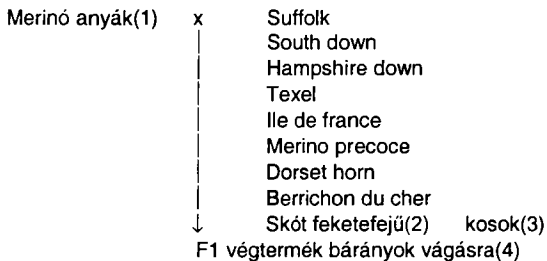 Merinó anyák(1) x Suffolk
South down
Hampshire down
Texel
Ile de france
Merino precoce
Dorset horn
Berrichon du cher
Skót feketefejű(2) kosok(3)
F1 végtermék bárányok vágásra(4)